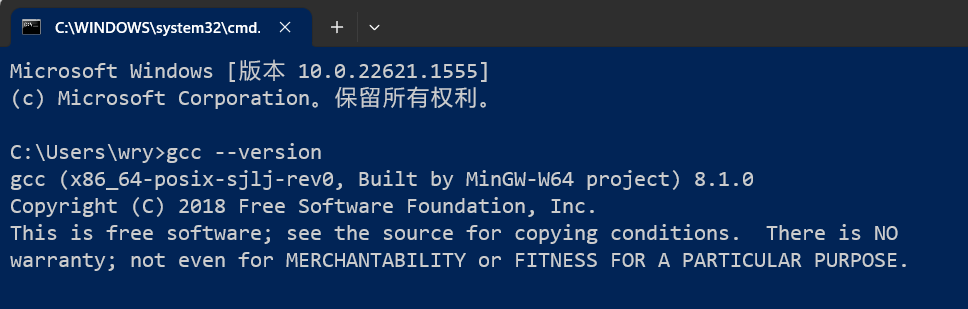 C:\WINDOWS\system32\cmd.
Microsoft Windows [版本 10.0.22621.1555]
(c) Microsoft Corporation。保留所有权利。
C:\Users\wry>gcc --version
gcc (x86_64-posix-sjlj-rev0, Built by MinGW-W64 project) 8.1.0
Copyright (C) 2018 Free Software Foundation, Inc.
This is free software; see the source for copying conditions.  There is NO
warranty; not even for MERCHANTABILITY or FITNESS FOR A PARTICULAR PURPOSE.